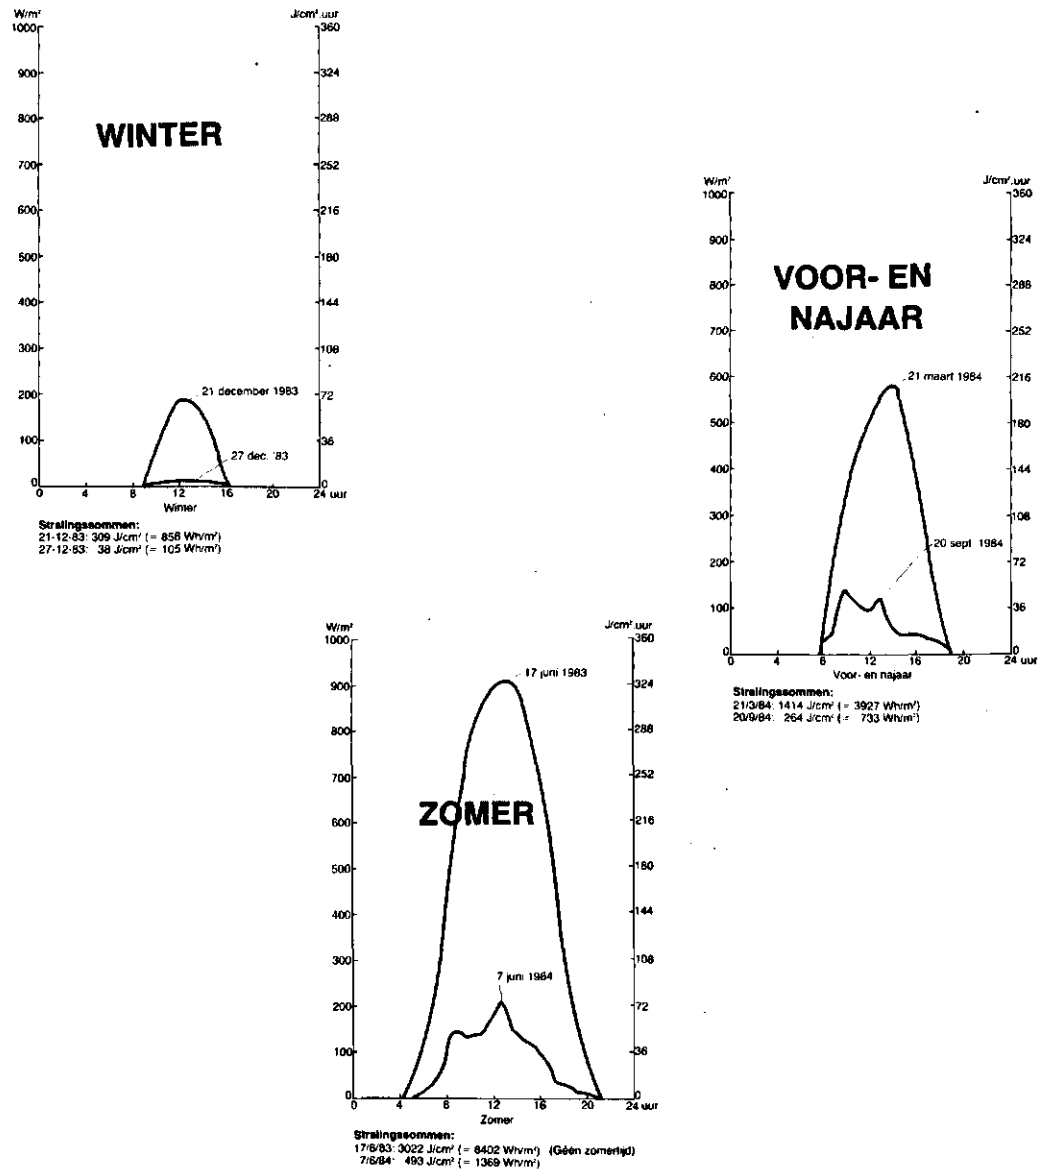 W/m²
J/cm².uur
1000
900
800
700
600
500
400
300
200
100
0
360
324
288
252
216
180
144
108
72
36
0
WINTER
21 december 1983
27 dec. '83
0 4 8 12 16 20 24 uur
Winter
Stralingssommen:
21-12-83: 309 J/cm² (= 858 Wh/m²)
27-12-83: 38 J/cm² (= 105 Wh/m²)
W/m²
J/cm².uur
1000
900
800
700
600
500
400
300
200
100
0
360
324
288
252
216
180
144
108
72
36
0
VOOR- EN
NAJAAR
21 maart 1984
20 sept. 1984
0 4 8 12 16 20 24 uur
Voor- en najaar
Stralingssommen:
21/3/84: 1414 J/cm² (= 3927 Wh/m²)
20/9/84: 264 J/cm² (= 733 Wh/m²)
W/m²
J/cm².uur
1000
900
800
700
600
500
400
300
200
100
0
360
324
288
252
216
180
144
108
72
36
0
17 juni 1983
ZOMER
7 juni 1984
0 4 8 12 16 20 24 uur
Zomer
Stralingssommen:
17/6/83: 3022 J/cm² (= 8402 Wh/m²) (Géén zomertijd)
7/6/84: 493 J/cm² (= 1369 Wh/m²)